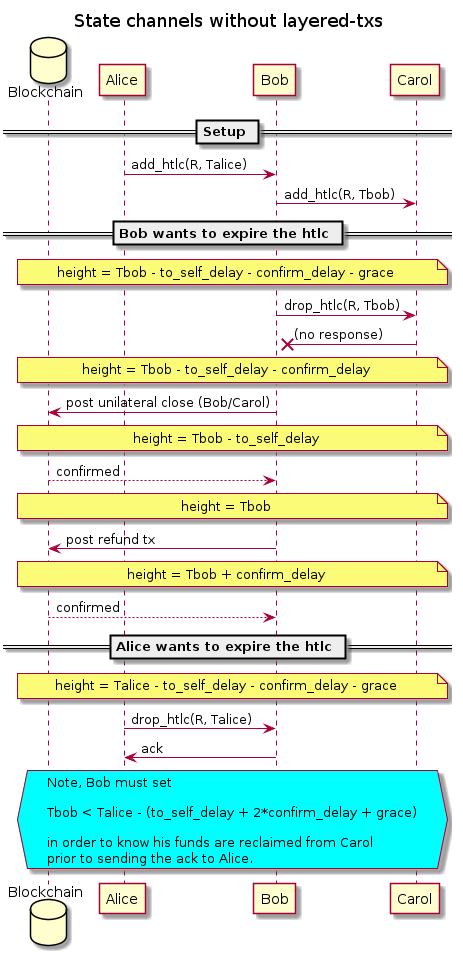 State channels without layered-txs
Blockchain
Alice
Bob
Carol
Setup
add_htlc(R, Talice)
add_htlc(R, Tbob)
Bob wants to expire the htlc
height = Tbob - to_self_delay - confirm_delay - grace
drop_htlc(R, Tbob)
(no response)
height = Tbob - to_self_delay - confirm_delay
post unilateral close (Bob/Carol)
height = Tbob - to_self_delay
confirmed
height = Tbob
post refund tx
height = Tbob + confirm_delay
confirmed
Alice wants to expire the htlc
height = Talice - to_self_delay - confirm_delay - grace
drop_htlc(R, Talice)
ack
Note, Bob must set
Tbob < Talice - (to_self_delay + 2*confirm_delay + grace)
in order to know his funds are reclaimed from Carol
prior to sending the ack to Alice.
Blockchain
Alice
Bob
Carol